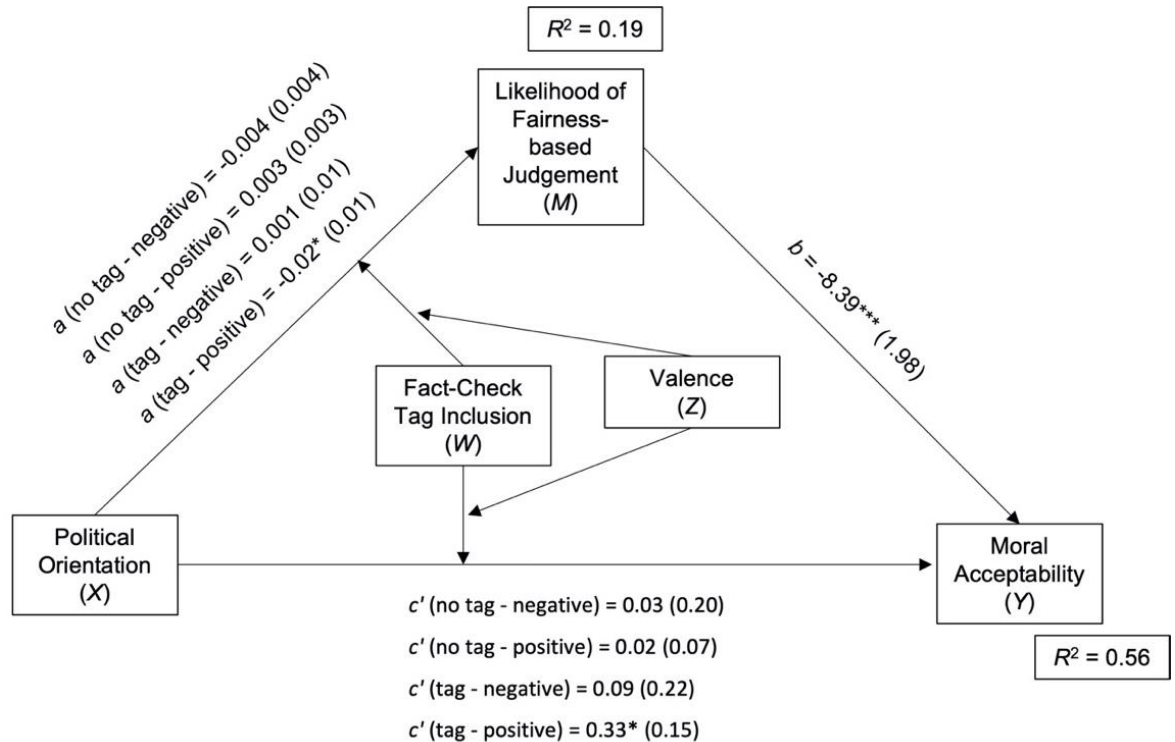 R² = 0.19
Likelihood of
Fairness-
based
Judgement
(M)
a (no tag - negative) = -0.004 (0.004)
a (no tag - positive) = 0.003 (0.003)
a (tag - negative) = 0.001 (0.01)
a (tag - positive) = -0.02* (0.01)
b = -8.39*** (1.98)
Fact-Check
Tag Inclusion
(W)
Valence
(Z)
Political
Orientation
(X)
Moral
Acceptability
(Y)
c' (no tag - negative) = 0.03 (0.20)
c' (no tag - positive) = 0.02 (0.07)
c' (tag - negative) = 0.09 (0.22)
c' (tag - positive) = 0.33* (0.15)
R² = 0.56